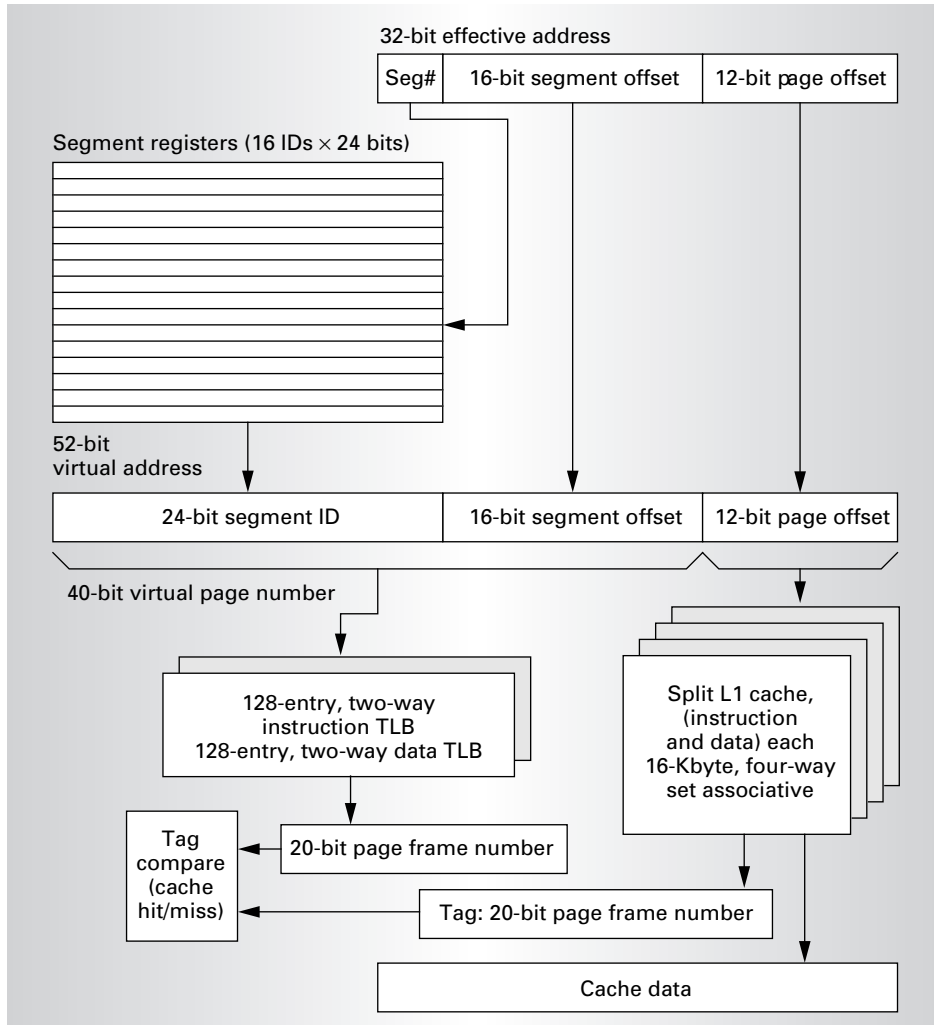 32-bit effective address
Seg#
16-bit segment offset
12-bit page offset
Segment registers (16 IDs × 24 bits)
52-bit
virtual address
24-bit segment ID
16-bit segment offset
12-bit page offset
40-bit virtual page number
128-entry, two-way
instruction TLB
128-entry, two-way data TLB
Split L1 cache,
(instruction
and data) each
16-Kbyte, four-way
set associative
Tag
compare
(cache
hit/miss)
20-bit page frame number
Tag: 20-bit page frame number
Cache data